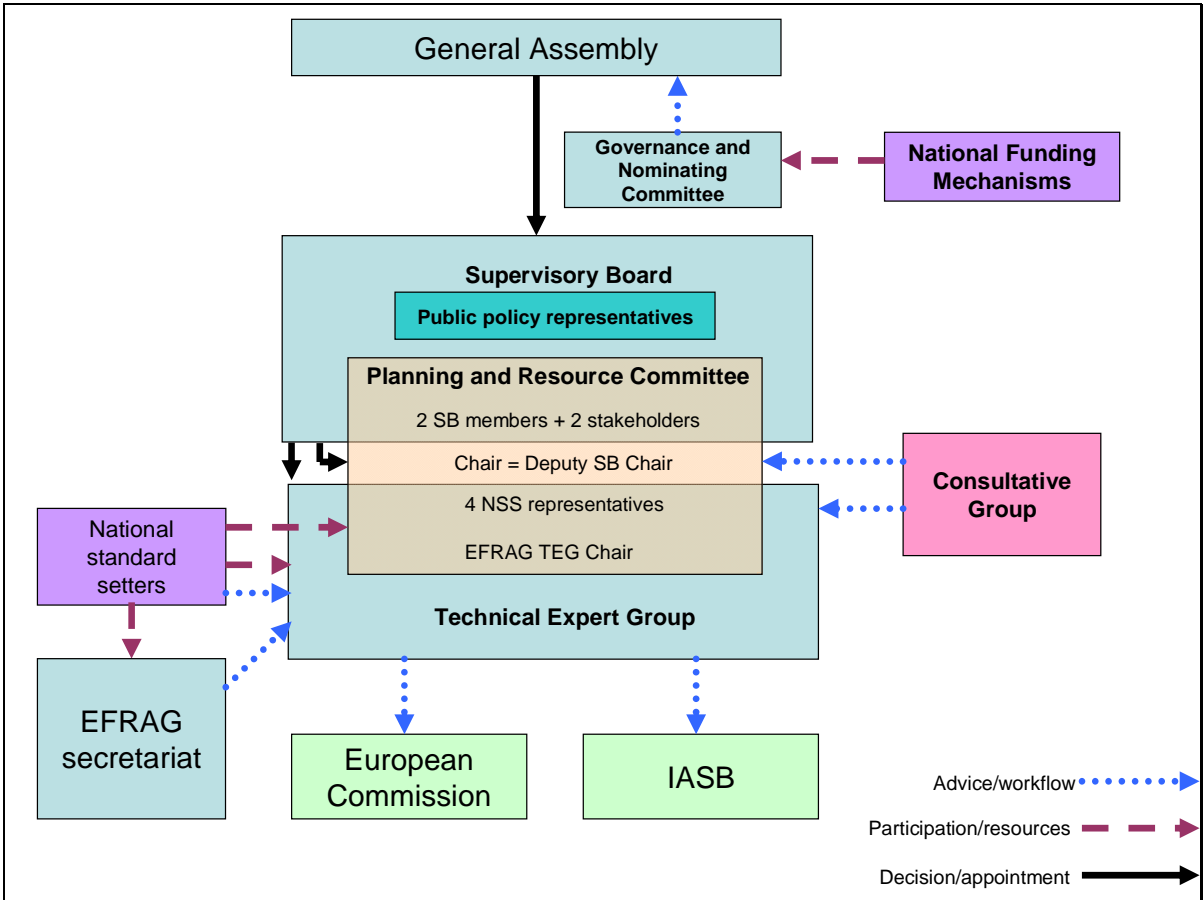 General Assembly
Governance and
Nominating
Committee
National Funding
Mechanisms
Supervisory Board
Public policy representatives
Planning and Resource Committee
2 SB members + 2 stakeholders
Chair = Deputy SB Chair
4 NSS representatives
EFRAG TEG Chair
Consultative
Group
National
standard
setters
Technical Expert Group
EFRAG
secretariat
European
Commission
IASB
Advice/workflow
Participation/resources
Decision/appointment